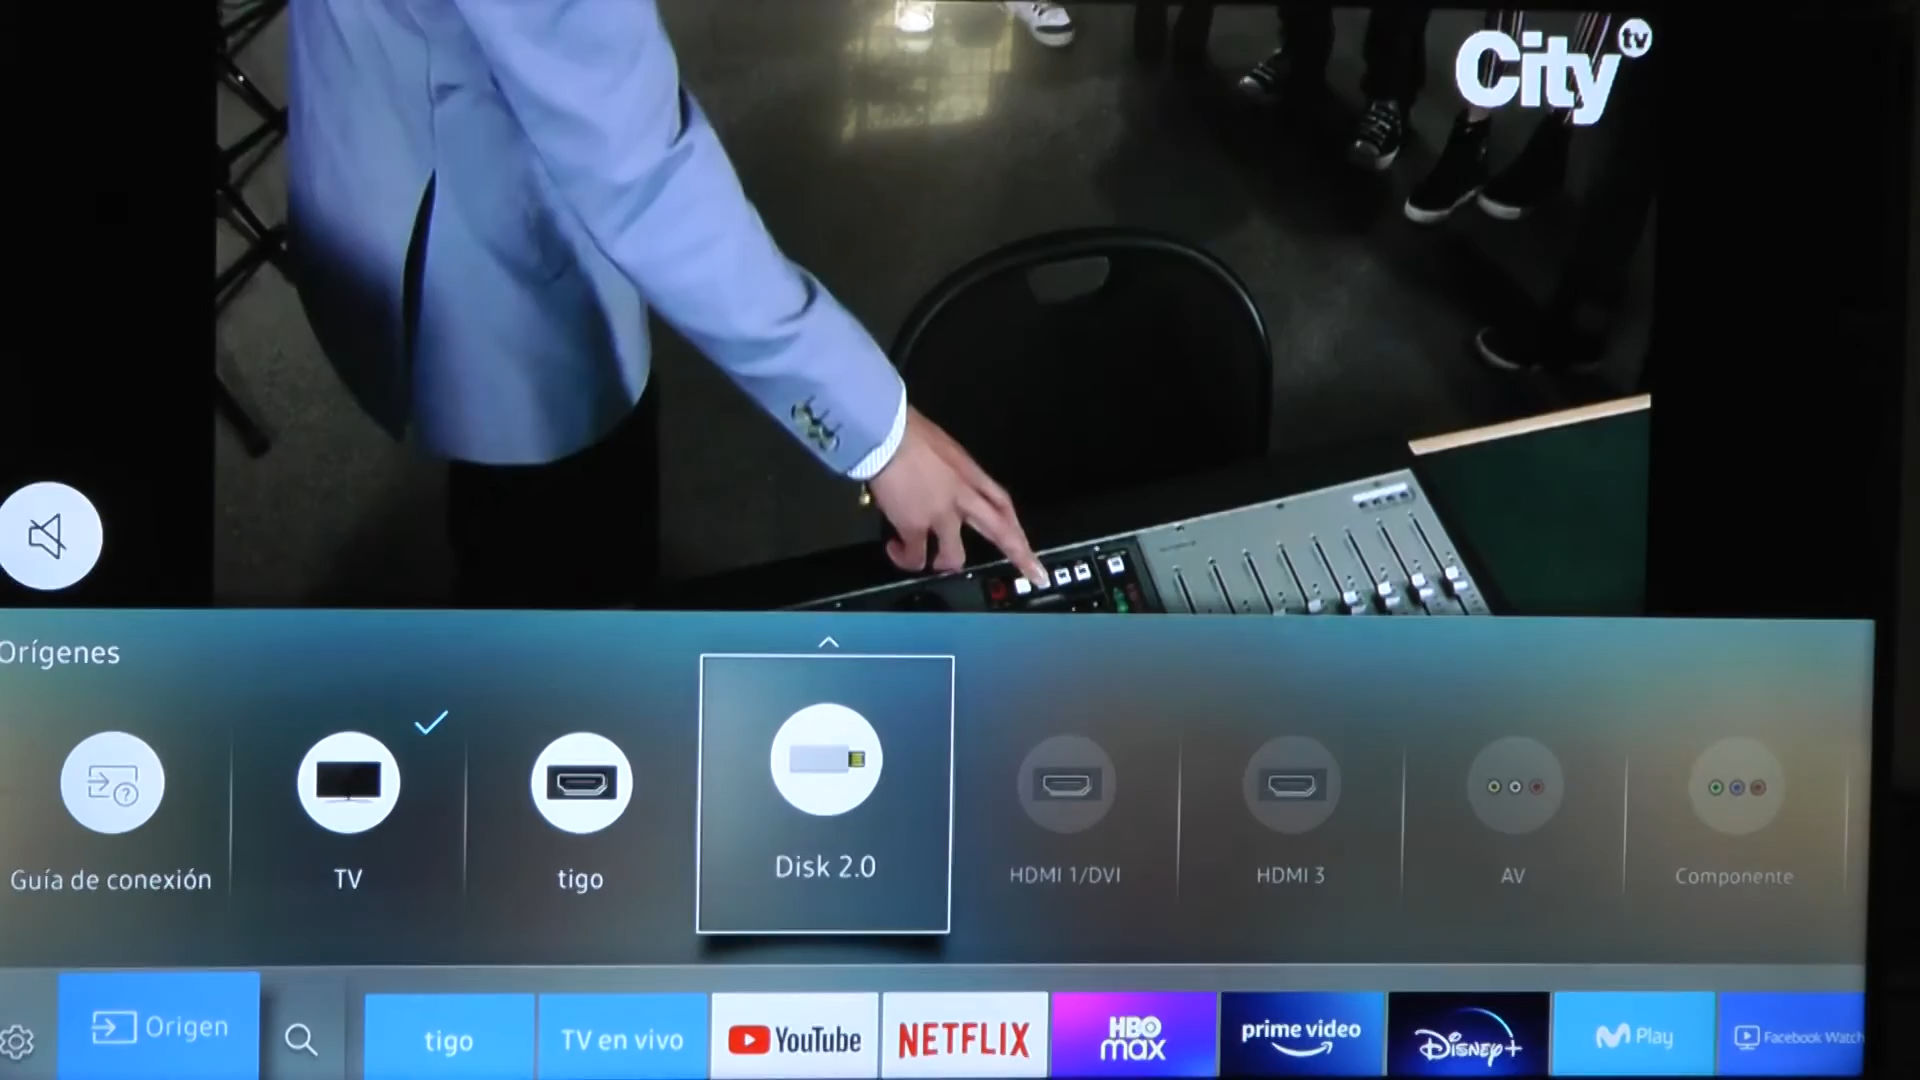 City tv
Orígenes
Guía de conexión
TV
tigo
Disk 2.0
HDMI 1/DVI
HDMI 3
AV
Componente
Origen
tigo
TV en vivo
YouTube
NETFLIX
HBO
max
prime video
Disney+
Play
Facebook Watch